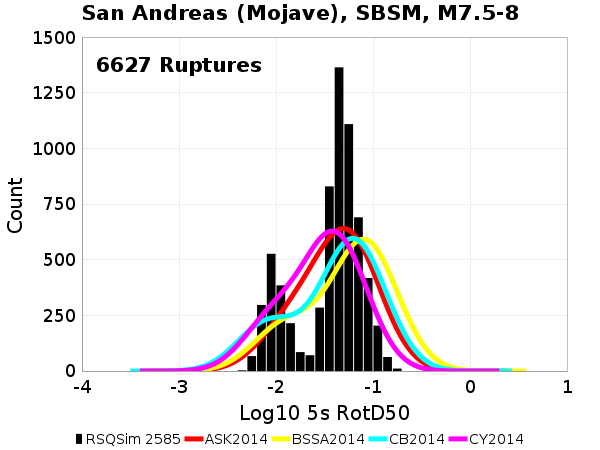 San Andreas (Mojave), SBSM, M7.5-8
6627 Ruptures
1500
1250
1000
750
500
250
0
Count
-4 -3 -2 -1 0 1
Log10 5s RotD50
RSQSim 2585 ASK2014 BSSA2014 CB2014 CY2014